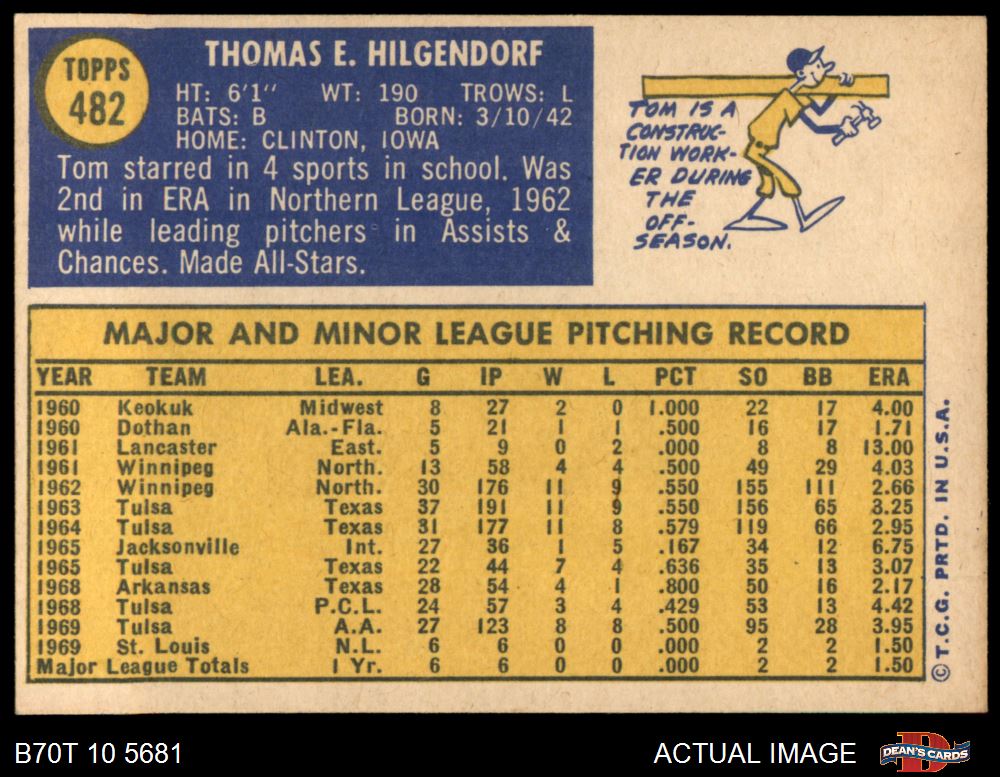 TOPPS
482
THOMAS E. HILGENDORF
HT: 6'1" WT: 190 TROWS: L
BATS: B BORN: 3/10/42
HOME: CLINTON, IOWA
Tom starred in 4 sports in school. Was
2nd in ERA in Northern League, 1962
while leading pitchers in Assists &
Chances. Made All-Stars.
TOM IS A
CONSTRUC-
TION WORK-
ER DURING
THE
OFF-
SEASON.
MAJOR AND MINOR LEAGUE PITCHING RECORD
YEAR TEAM LEA. G IP W L PCT SO BB ERA
1960 Keokuk Midwest 8 27 2 0 1.000 22 17 4.00
1960 Dothan Ala.-Fla. 5 21 1 1 .500 16 17 1.71
1961 Lancaster East. 5 9 0 2 .000 8 8 13.00
1961 Winnipeg North. 13 58 4 4 .500 49 29 4.03
1962 Winnipeg North. 30 176 11 9 .550 155 111 2.66
1963 Tulsa Texas 37 191 11 9 .550 156 65 3.25
1964 Tulsa Texas 31 177 11 8 .579 119 66 2.95
1965 Jacksonville Int. 27 36 1 5 .167 34 12 6.75
1965 Tulsa Texas 22 44 7 4 .636 35 13 3.07
1968 Arkansas Texas 28 54 4 1 .800 50 16 2.17
1968 Tulsa P.C.L. 24 57 3 4 .429 53 13 4.42
1969 Tulsa A.A. 27 123 8 8 .500 95 28 3.95
1969 St. Louis N.L. 6 6 0 0 .000 2 2 1.50
Major League Totals 1 Yr. 6 6 0 0 .000 2 2 1.50
© T.C.G. PRTD. IN U.S.A.
B70T 10 5681
ACTUAL IMAGE
DEAN'S CARDS